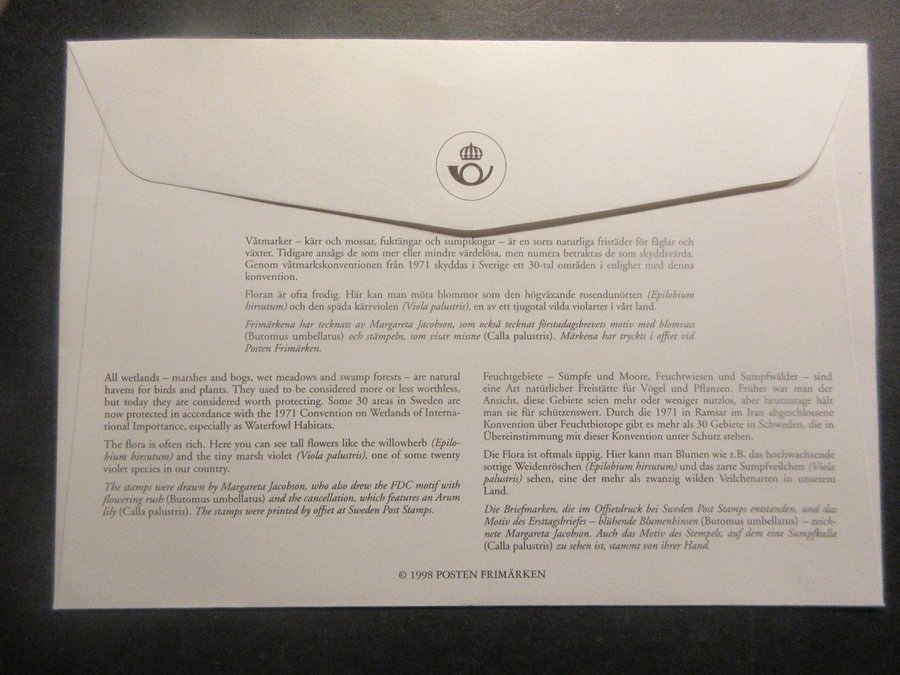 Våtmarker – kärr och mossar, fuktängar och sumpskogar – är en sorts naturliga fristäder för fåglar och
växter. Tidigare ansågs de som mer eller mindre värdelösa, men numera betraktas de som skyddsvärda.
Genom våtmarkskonventionen från 1971 skyddas i Sverige ett 30-tal områden i enlighet med denna
konvention.
Floran är ofta frodig. Här kan man möta blommor som den högväxande rosendunörten (Epilobium
hirsutum) och den späda kärrviolen (Viola palustris), en av ett tjugotal vilda violarter i vårt land.
Frimärkena har tecknats av Margareta Jacobson, som också tecknat förstadagsbrevets motiv med blomvass
(Butomus umbellatus) och stämpeln, som visar missne (Calla palustris). Märkena har tryckts i offset vid
Posten Frimärken.
All wetlands – marshes and bogs, wet meadows and swamp forests – are natural
havens for birds and plants. They used to be considered more or less worthless,
but today they are considered worth protecting. Some 30 areas in Sweden are
now protected in accordance with the 1971 Convention on Wetlands of Interna-
tional Importance, especially as Waterfowl Habitats.
The flora is often rich. Here you can see tall flowers like the willowherb (Epilo-
bium hirsutum) and the tiny marsh violet (Viola palustris), one of some twenty
violet species in our country.
The stamps were drawn by Margareta Jacobson, who also drew the FDC motif with
flowering rush (Butomus umbellatus) and the cancellation, which features an Arum
lily (Calla palustris). The stamps were printed by offset at Sweden Post Stamps.
Feuchtgebiete – Sümpfe und Moore, Feuchtwiesen und Sumpfwälder – sind
eine Art natürlicher Freistätte für Vögel und Pflanzen. Früher war man der
Ansicht, diese Gebiete seien mehr oder weniger nutzlos, aber heutzutage hält
man sie für schützenswert. Durch die 1971 in Ramsar im Iran abgeschlossene
Konvention über Feuchtbiotope gibt es mehr als 30 Gebiete in Schweden, die in
Übereinstimmung mit dieser Konvention unter Schutz stehen.
Die Flora ist oftmals üppig. Hier kann man Blumen wie z.B. das hochwachsende
sottige Weidenröschen (Epilobium hirsutum) und das zarte Sumpfveilchen (Viola
palustris) sehen, eine der mehr als zwanzig wilden Veilchenarten in unserem
Land.
Die Briefmarken, die im Offsetdruck bei Sweden Post Stamps entstanden, und das
Motiv des Ersttagsbriefes – blühende Blumenbinsen (Butomus umbellatus) – zeich-
nete Margareta Jacobson. Auch das Motiv des Stempels, auf dem eine Sumpfkalla
(Calla palustris) zu sehen ist, stammt von ihrer Hand.
© 1998 POSTEN FRIMÄRKEN